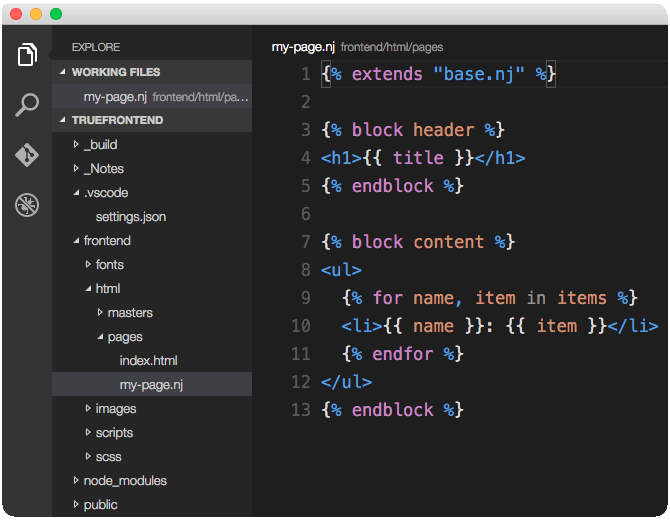 EXPLORE
WORKING FILES
my-page.nj frontend/html/pa...
TRUEFRONTEND
_build
_Notes
.vscode
settings.json
frontend
fonts
html
masters
pages
index.html
my-page.nj
images
scripts
scss
node_modules
public
my-page.nj frontend/html/pages
1 {% extends "base.nj" %}
2
3 {% block header %}
4 <h1>{{ title }}</h1>
5 {% endblock %}
6
7 {% block content %}
8 <ul>
9   {% for name, item in items %}
10   <li>{{ name }}: {{ item }}</li>
11   {% endfor %}
12 </ul>
13 {% endblock %}